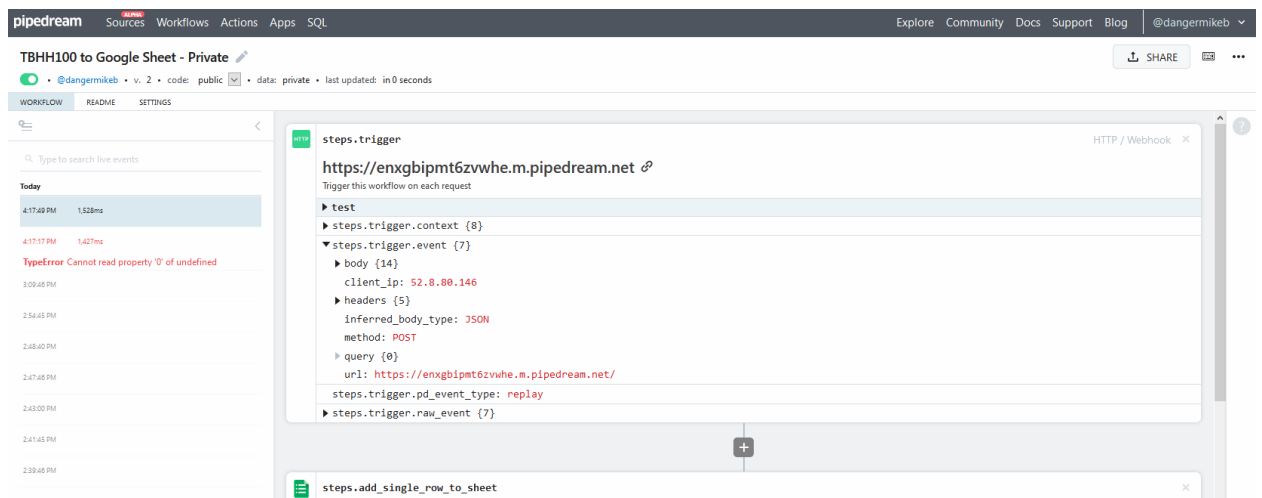 pipedream Sources ALPHA Workflows Actions Apps SQL Explore Community Docs Support Blog @dangermikeb
TBHH100 to Google Sheet - Private SHARE
• @dangermikeb • v. 2 • code: public • data: private • last updated: in 0 seconds
WORKFLOW README SETTINGS
Type to search live events
Today
4:17:49 PM 1,528ms
4:17:17 PM 1,427ms
TypeError Cannot read property '0' of undefined
3:09:46 PM
2:54:45 PM
2:48:40 PM
2:47:46 PM
2:43:00 PM
2:41:45 PM
2:39:46 PM
HTTP steps.trigger HTTP / Webhook
https://enxgbipmt6zvwhe.m.pipedream.net
Trigger this workflow on each request
test
steps.trigger.context {8}
steps.trigger.event {7}
body {14}
client_ip: 52.8.80.146
headers {5}
inferred_body_type: JSON
method: POST
query {0}
url: https://enxgbipmt6zvwhe.m.pipedream.net/
steps.trigger.pd_event_type: replay
steps.trigger.raw_event {7}
steps.add_single_row_to_sheet